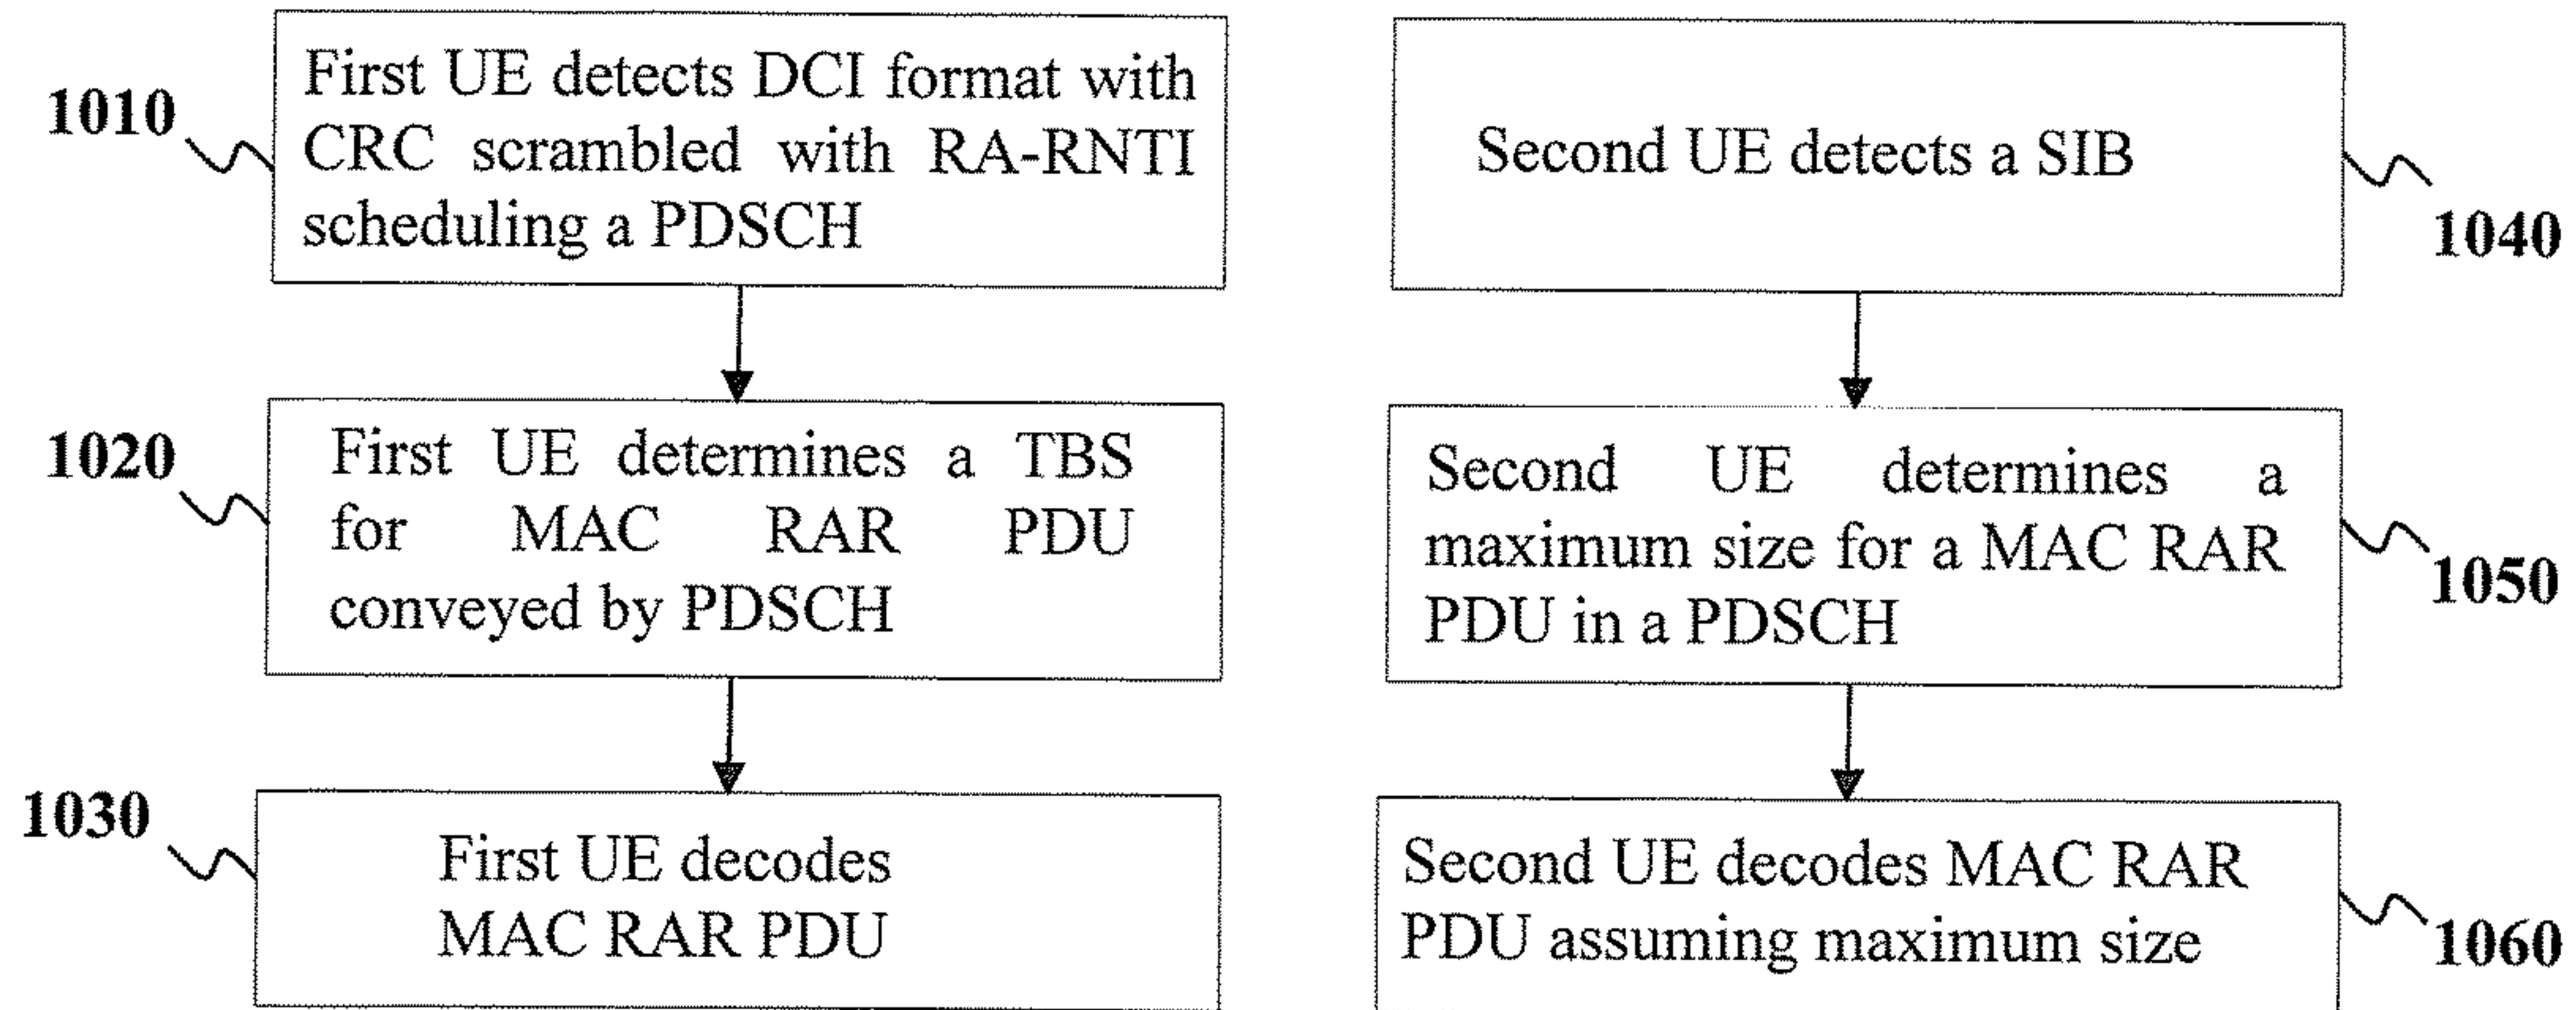 1010
First UE detects DCI format with
CRC scrambled with RA-RNTI
scheduling a PDSCH
1020
First UE determines a TBS
for MAC RAR PDU
conveyed by PDSCH
1030
First UE decodes
MAC RAR PDU
Second UE detects a SIB
1040
Second UE determines a
maximum size for a MAC RAR
PDU in a PDSCH
1050
Second UE decodes MAC RAR
PDU assuming maximum size
1060